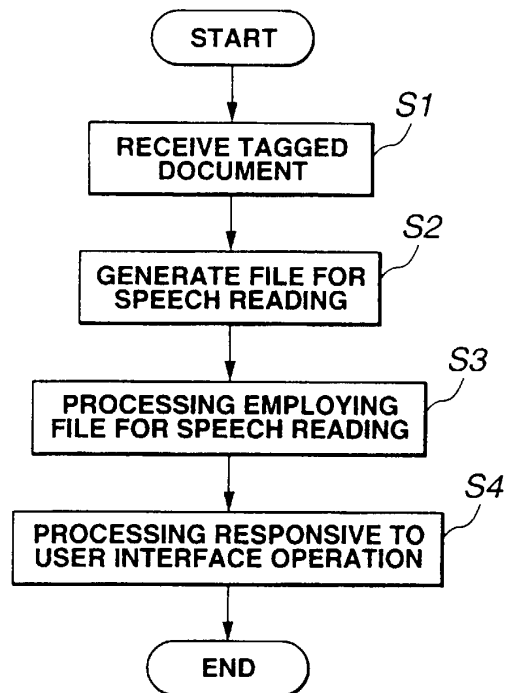 START
S1
RECEIVE TAGGED
DOCUMENT
S2
GENERATE FILE FOR
SPEECH READING
S3
PROCESSING EMPLOYING
FILE FOR SPEECH READING
S4
PROCESSING RESPONSIVE TO
USER INTERFACE OPERATION
END